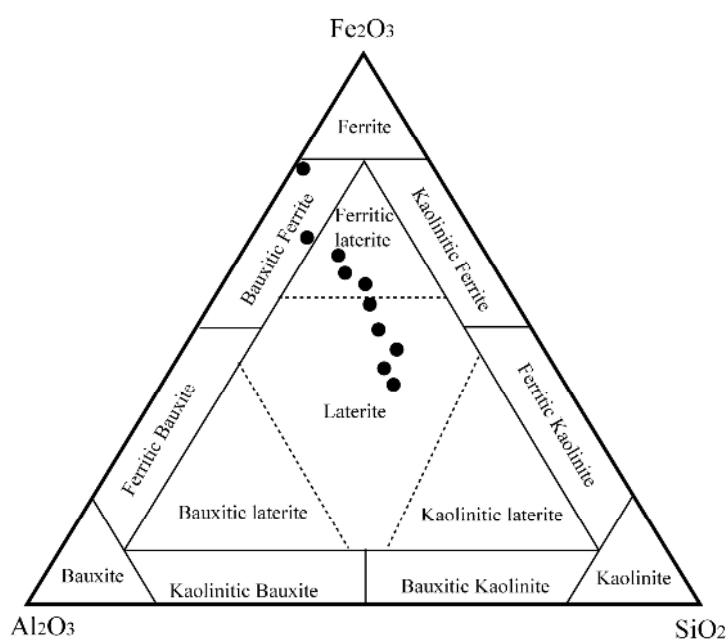 Fe₂O₃
Ferrite
Bauxitic Ferrite
Ferritic
laterite
Kaolinitic Ferrite
Ferritic Bauxite
Laterite
Ferritic Kaolinite
Bauxitic laterite
Kaolinitic laterite
Bauxite
Kaolinitic Bauxite
Bauxitic Kaolinite
Kaolinite
Al₂O₃
SiO₂